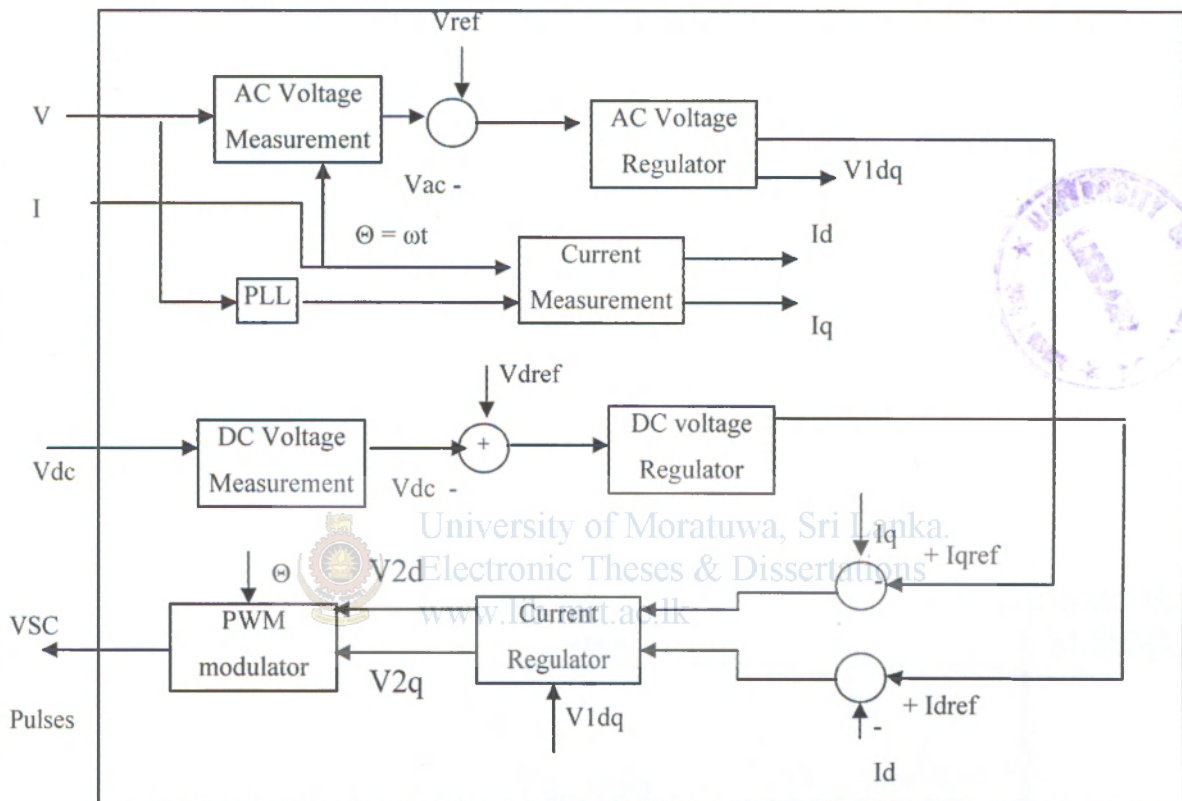 Vref
V
AC Voltage
Measurement
AC Voltage
Regulator
Vac -
V1dq
I
Θ = ωt
Id
Current
Measurement
PLL
Iq
Vdref
DC Voltage
Measurement
+
DC voltage
Regulator
Vdc
Vdc -
University of Moratuwa, Sri Lanka.
Electronic Theses & Dissertations
www.lib.mrt.ac.lk
Iq
-
+ Iqref
Θ
V2d
VSC
PWM
modulator
Current
Regulator
V2q
Pulses
V1dq
+ Idref
-
Id
UNIVERSITY